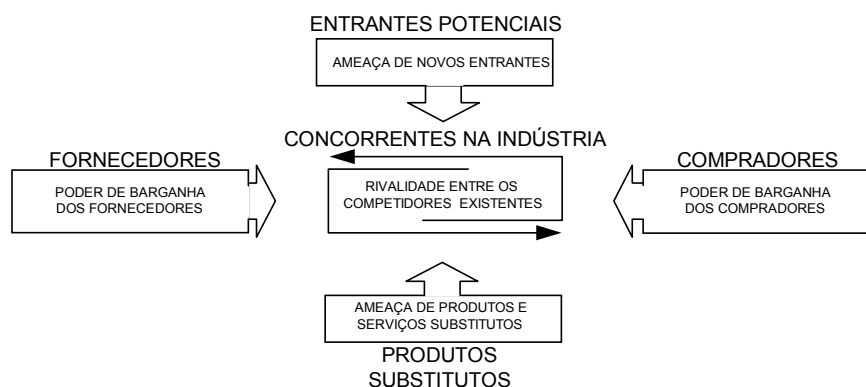 ENTRANTES POTENCIAIS
AMEAÇA DE NOVOS ENTRANTES
CONCORRENTES NA INDÚSTRIA
FORNECEDORES
PODER DE BARGANHA
DOS FORNECEDORES
RIVALIDADE ENTRE OS
COMPETIDORES EXISTENTES
COMPRADORES
PODER DE BARGANHA
DOS COMPRADORES
AMEAÇA DE PRODUTOS E
SERVIÇOS SUBSTITUTOS
PRODUTOS
SUBSTITUTOS